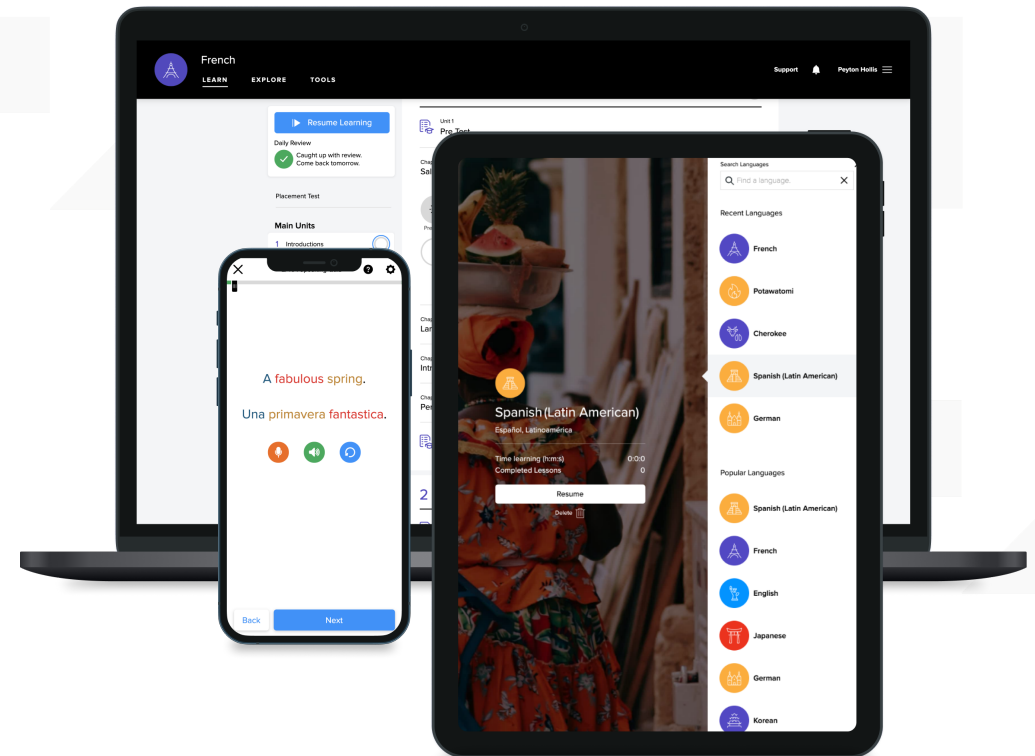 French
LEARN EXPLORE TOOLS
Support
Peyton Hollis
Resume Learning
Daily Review
Caught up with review.
Come back tomorrow.
Placement Test
Main Units
1 Introductions
Unit 1
Pre Test
2
A fabulous spring.
Una primavera fantastica.
Back
Next
Spanish (Latin American)
Español, Latinoamérica
Time learning (h:m:s) 0:0:0
Completed Lessons 0
Resume
Delete
Search Languages
Find a language.
Recent Languages
French
Potawatomi
Cherokee
Spanish (Latin American)
German
Popular Languages
Spanish (Latin American)
French
English
Japanese
German
Korean